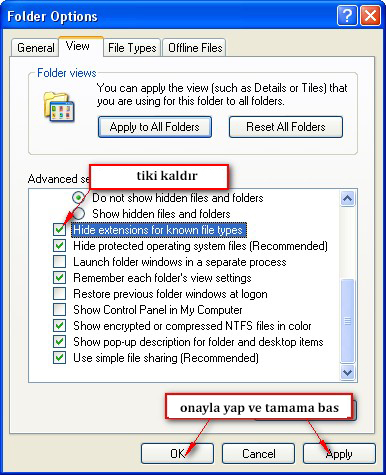 Folder Options
General View File Types Offline Files
Folder views
You can apply the view (such as Details or Tiles) that
you are using for this folder to all folders.
Apply to All Folders Reset All Folders
Advanced se
tiki kaldır
Do not show hidden files and folders
Show hidden files and folders
Hide extensions for known file types
Hide protected operating system files (Recommended)
Launch folder windows in a separate process
Remember each folder's view settings
Restore previous folder windows at logon
Show Control Panel in My Computer
Show encrypted or compressed NTFS files in color
Show pop-up description for folder and desktop items
Use simple file sharing (Recommended)
onayla yap ve tamama bas
OK Cancel Apply